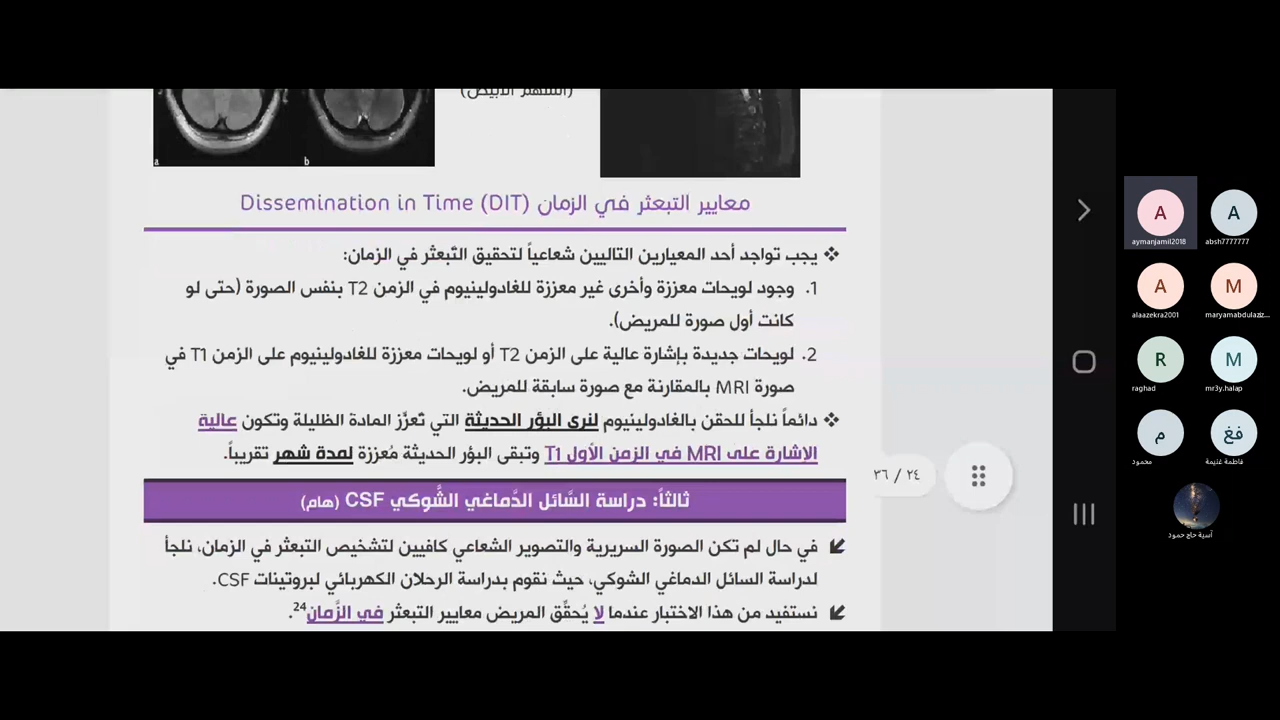 (السهم الأبيض)
a
b
معايير التبعثر في الزمان Dissemination in Time (DIT)
❖ يجب تواجد أحد المعيارين التاليين شعاعياً لتحقيق التَّبعثر في الزمان:
1. وجود لويحات معززة وأخرى غير معززة للغادولينيوم في الزمن T2 بنفس الصورة (حتى لو
كانت أول صورة للمريض).
2. لويحات جديدة بإشارة عالية على الزمن T2 أو لويحات معززة للغادولينيوم على الزمن T1 في
صورة MRI بالمقارنة مع صورة سابقة للمريض.
❖ دائماً نلجأ للحقن بالغادولينيوم لنرى البؤر الحديثة التي تُعزَّز المادة الظليلة وتكون عالية
الإشارة على MRI في الزمن الأول T1 وتبقى البؤر الحديثة مُعززة لمدة شهر تقريباً.
ثالثاً: دراسة السَّائل الدَّماغي الشَّوكي CSF (هام)
في حال لم تكن الصورة السريرية والتصوير الشعاعي كافيين لتشخيص التبعثر في الزمان، نلجأ
لدراسة السائل الدماغي الشوكي، حيث نقوم بدراسة الرحلان الكهربائي لبروتينات CSF.
نستفيد من هذا الاختبار عندما لا يُحقِّق المريض معايير التبعثر في الزَّمان24.
٢٤ / ٣٦
A
aymanjamil2018
A
absh7777777
A
alaazekra2001
M
maryamabdulaziz...
R
raghad
M
mr3y.halap
م
محمود
فغ
فاطمة غنيمة
آسية حاج حمود